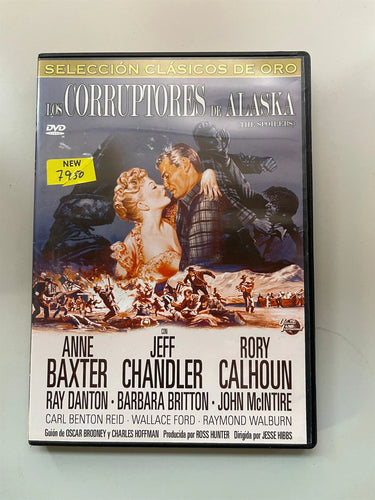 SELECCIÓN CLÁSICOS DE ORO
LOS CORRUPTORES DE ALASKA
(THE SPOILERS)
DVD
NEW
7950
CON
ANNE BAXTER
JEFF CHANDLER
RORY CALHOUN
RAY DANTON · BARBARA BRITTON · JOHN McINTIRE
CARL BENTON REID · WALLACE FORD · RAYMOND WALBURN
Guión de OSCAR BRODNEY y CHARLES HOFFMAN Producida por ROSS HUNTER Dirigida por JESSE HIBBS